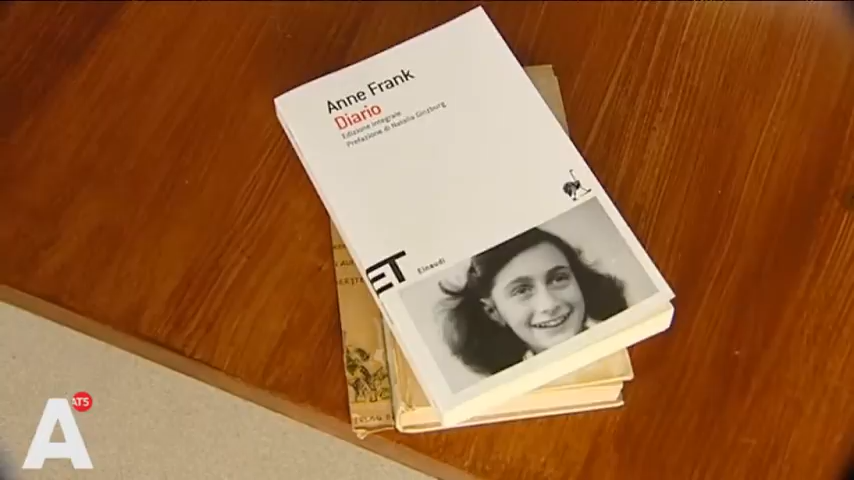 Anne Frank
Diario
Edizione integrale
Prefazione di Natalia Ginzburg
ET
Einaudi
ATS
A